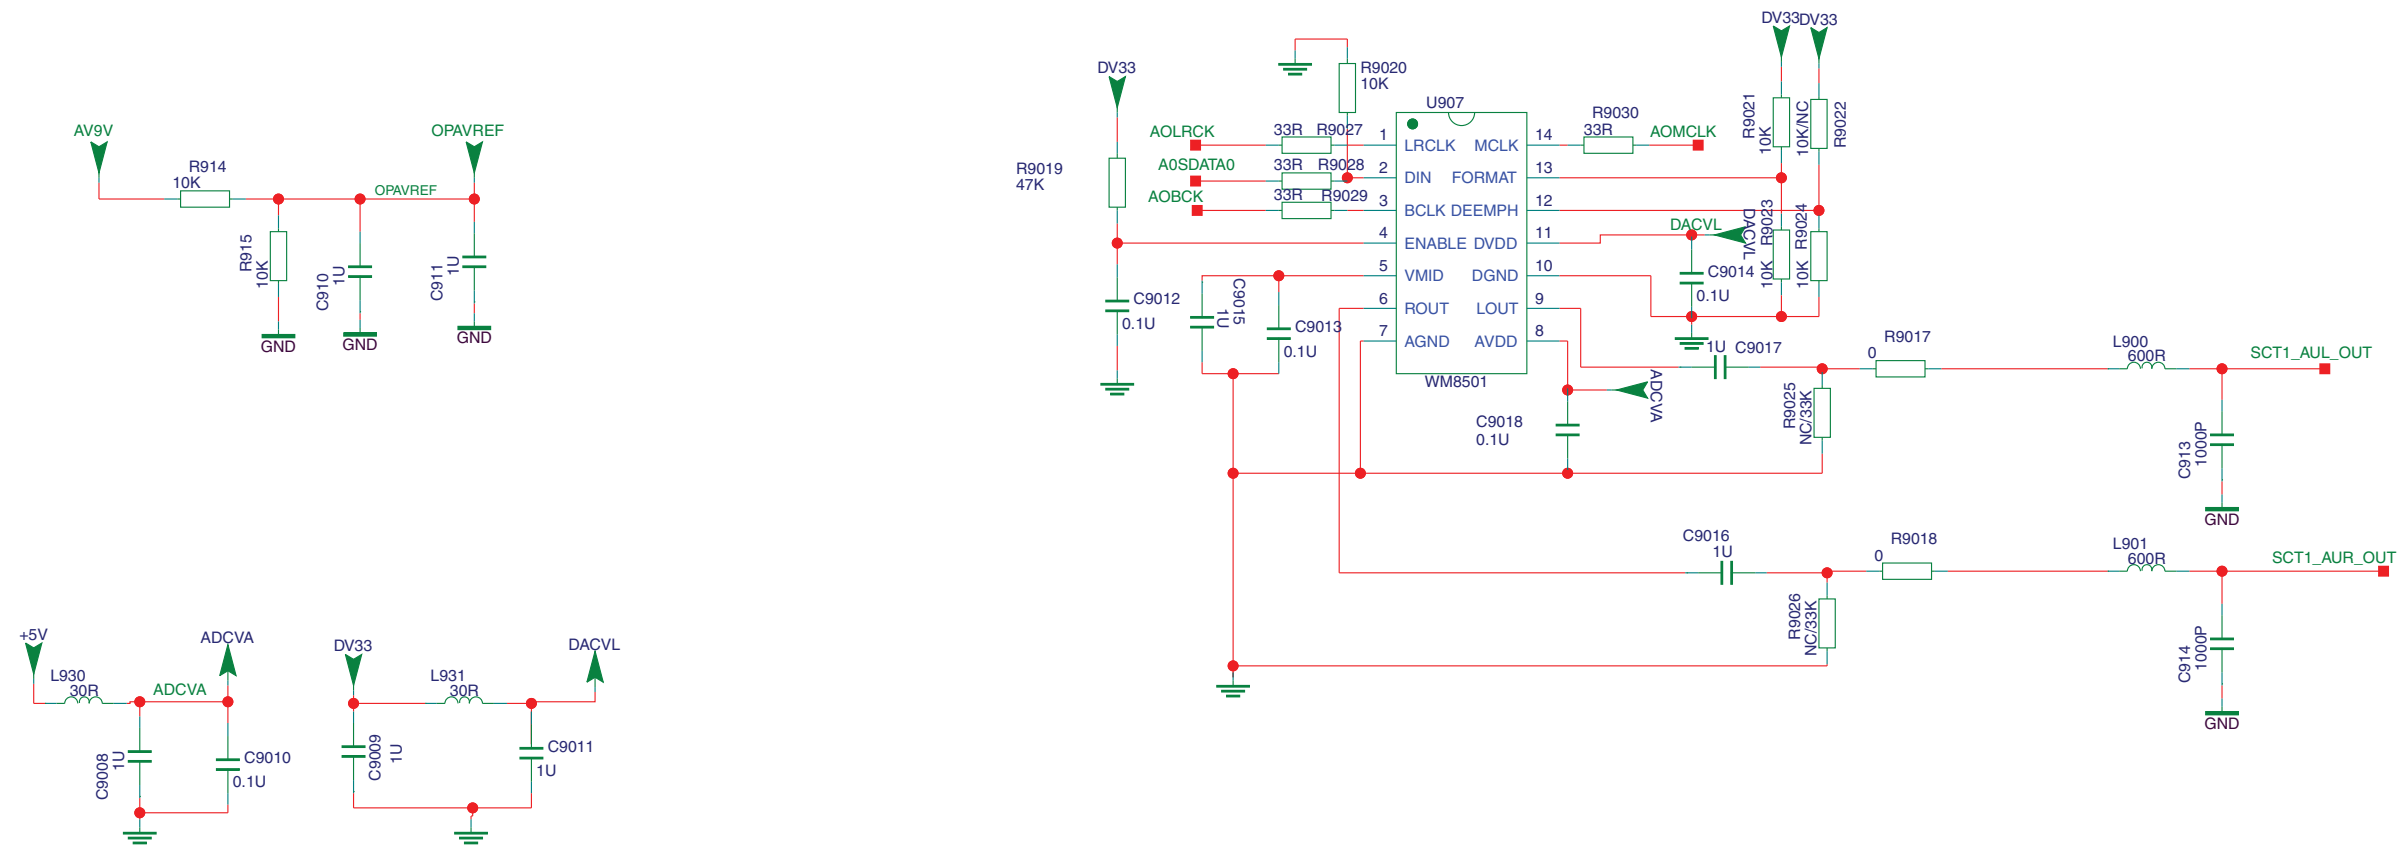 AV9V
R914
10K
OPAVREF
OPAVREF
R915
10K
C910
1U
C911
1U
GND
GND
GND
+5V
L930
30R
ADCVA
ADCVA
C9008
1U
C9010
0.1U
DV33
L931
30R
DACVL
C9009
1U
C9011
1U
DV33
R9019
47K
C9012
0.1U
R9020
10K
AOLRCK
33R
R9027
A0SDATA0
33R
R9028
AOBCK
33R
R9029
C9015
1U
C9013
0.1U
U907
1
LRCLK
MCLK
14
2
DIN
FORMAT
13
3
BCLK
DEEMPH
12
4
ENABLE
DVDD
11
5
VMID
DGND
10
6
ROUT
LOUT
9
7
AGND
AVDD
8
WM8501
R9030
33R
AOMCLK
DV33
DV33
R9021
10K
10K/NC
R9022
DACVL
DACVL
R9023
10K
R9024
10K
C9014
0.1U
1U
C9017
ADCVA
C9018
0.1U
R9025
NC/33K
0
R9017
L900
600R
SCT1_AUL_OUT
C913
1000P
GND
C9016
1U
R9026
NC/33K
0
R9018
L901
600R
SCT1_AUR_OUT
C914
1000P
GND